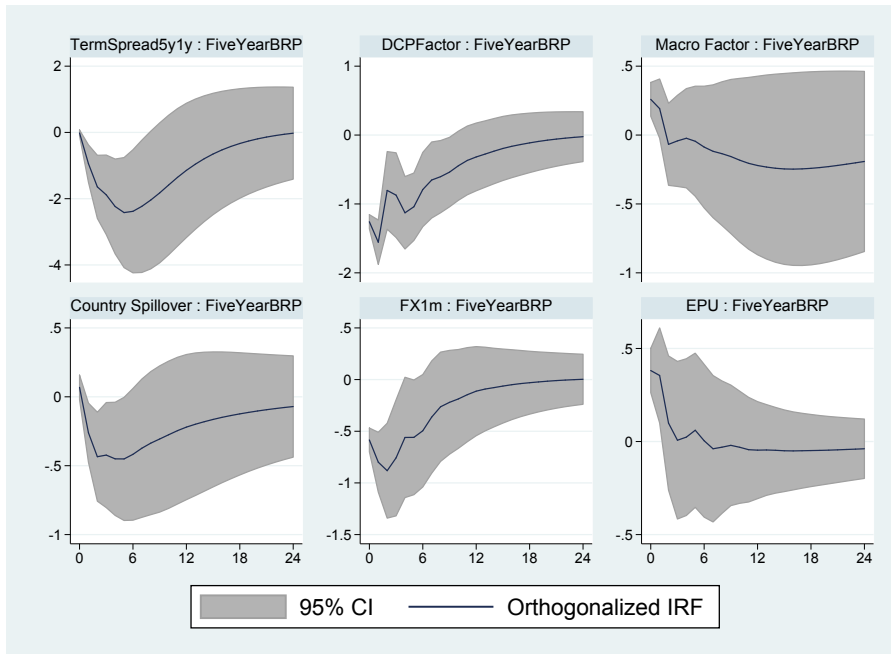 TermSpread5y1y : FiveYearBRP
DCPFactor : FiveYearBRP
Macro Factor : FiveYearBRP
2
0
-2
-4
1
0
-1
-2
.5
0
-.5
-1
Country Spillover : FiveYearBRP
FX1m : FiveYearBRP
EPU : FiveYearBRP
.5
0
-.5
-1
.5
0
-.5
-1
-1.5
.5
0
-.5
0 6 12 18 24
0 6 12 18 24
0 6 12 18 24
95% CI
Orthogonalized IRF